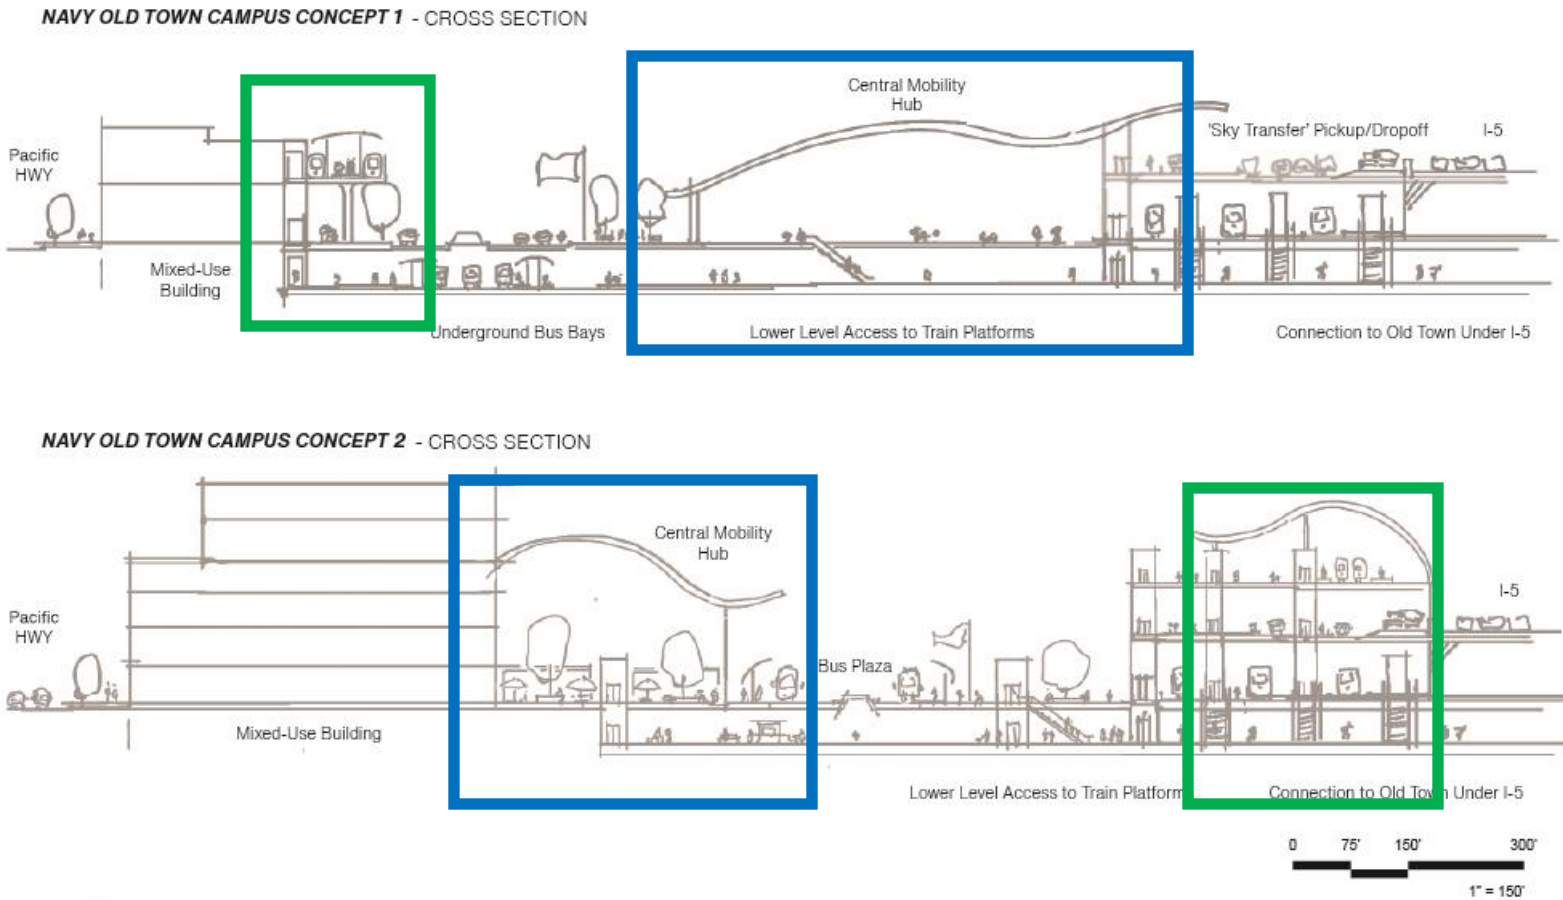 NAVY OLD TOWN CAMPUS CONCEPT 1 - CROSS SECTION
Central Mobility
Hub
'Sky Transfer' Pickup/Dropoff
I-5
Pacific
HWY
Mixed-Use
Building
Underground Bus Bays
Lower Level Access to Train Platforms
Connection to Old Town Under I-5
NAVY OLD TOWN CAMPUS CONCEPT 2 - CROSS SECTION
Central Mobility
Hub
I-5
Pacific
HWY
Bus Plaza
Mixed-Use Building
Lower Level Access to Train Platform
Connection to Old Town Under I-5
0 75' 150' 300'
1" = 150'